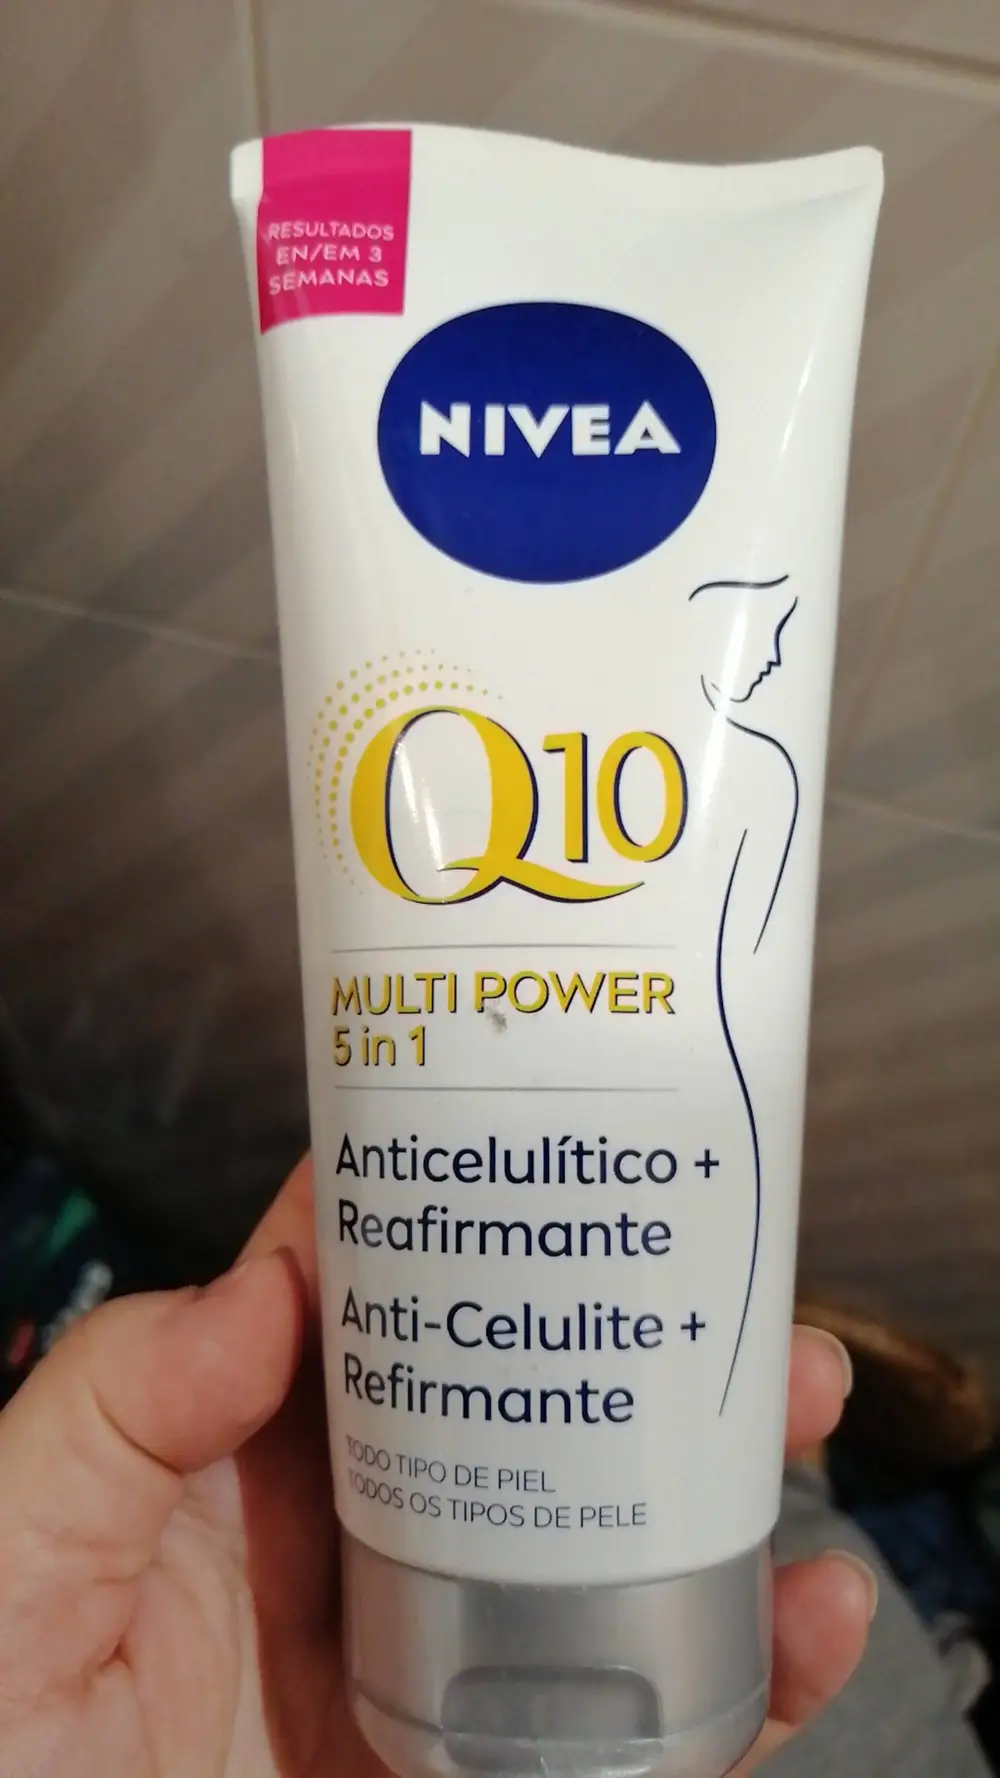 RESULTADOS
EN/EM 3
SEMANAS
NIVEA
Q10
MULTI POWER
5 in 1
Anticelulítico +
Reafirmante
Anti-Celulite +
Refirmante
TODO TIPO DE PIEL
TODOS OS TIPOS DE PELE